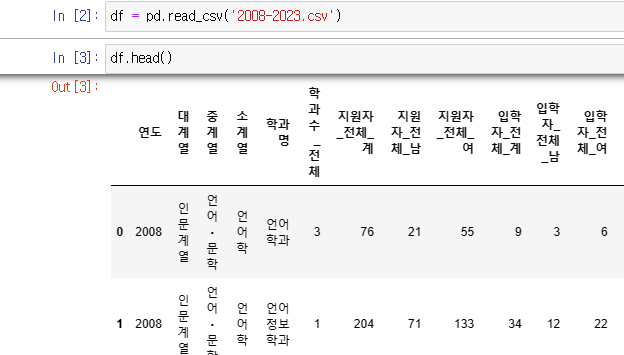 In [2]: df = pd.read_csv('2008-2023.csv')
In [3]: df.head()
Out[3]:
연도 대계열 중계열 소계열 학과명 학과수_전체 지원자_전체_계 지원자_전체_남 지원자_전체_여 입학자_전체_계 입학자_전체_남 입학자_전체_여
0 2008 인문계열 언어·문학 언어학 언어학과 3 76 21 55 9 3 6
1 2008 인문계열 언어·문학 언어학 언어정보학과 1 204 71 133 34 12 22